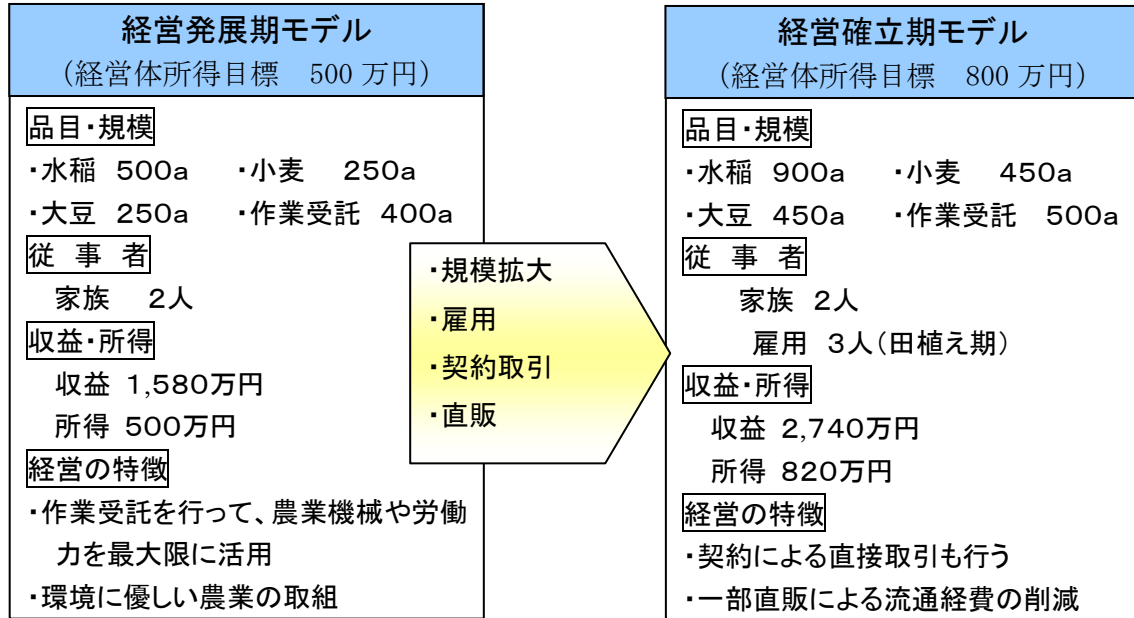 経営発展期モデル
(経営体所得目標 500 万円)
品目・規模
・水稲 500a ・小麦 250a
・大豆 250a ・作業受託 400a
従 事 者
家族 2人
収益・所得
収益 1,580万円
所得 500万円
経営の特徴
・作業受託を行って、農業機械や労働
力を最大限に活用
・環境に優しい農業の取組
・規模拡大
・雇用
・契約取引
・直販
経営確立期モデル
(経営体所得目標 800 万円)
品目・規模
・水稲 900a ・小麦 450a
・大豆 450a ・作業受託 500a
従 事 者
家族 2人
雇用 3人(田植え期)
収益・所得
収益 2,740万円
所得 820万円
経営の特徴
・契約による直接取引も行う
・一部直販による流通経費の削減